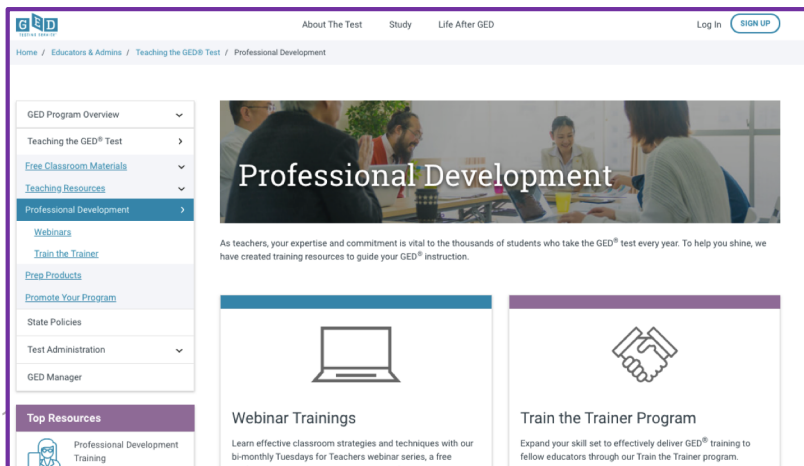 GED
TESTING SERVICE
About The Test
Study
Life After GED
Log In
SIGN UP
Home / Educators & Admins / Teaching the GED® Test / Professional Development
GED Program Overview
Teaching the GED® Test
Free Classroom Materials
Teaching Resources
Professional Development
Webinars
Train the Trainer
Prep Products
Promote Your Program
State Policies
Test Administration
GED Manager
Top Resources
Professional Development
Training
Professional Development
As teachers, your expertise and commitment is vital to the thousands of students who take the GED® test every year. To help you shine, we
have created training resources to guide your GED® instruction.
Webinar Trainings
Learn effective classroom strategies and techniques with our
bi-monthly Tuesdays for Teachers webinar series, a free
Train the Trainer Program
Expand your skill set to effectively deliver GED® training to
fellow educators through our Train the Trainer program.